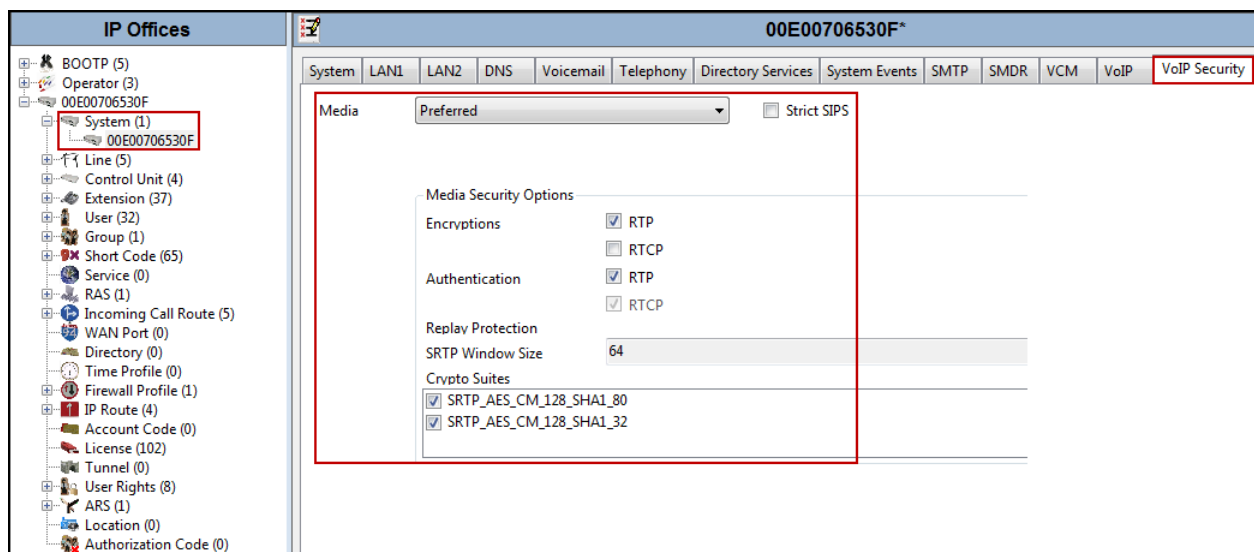 IP Offices
BOOTP (5)
Operator (3)
00E00706530F
System (1)
00E00706530F
Line (5)
Control Unit (4)
Extension (37)
User (32)
Group (1)
Short Code (65)
Service (0)
RAS (1)
Incoming Call Route (5)
WAN Port (0)
Directory (0)
Time Profile (0)
Firewall Profile (1)
IP Route (4)
Account Code (0)
License (102)
Tunnel (0)
User Rights (8)
ARS (1)
Location (0)
Authorization Code (0)
00E00706530F*
System LAN1 LAN2 DNS Voicemail Telephony Directory Services System Events SMTP SMDR VCM VoIP VoIP Security
Media Preferred Strict SIPS
Media Security Options
Encryptions RTP
RTCP
Authentication RTP
RTCP
Replay Protection
SRTP Window Size 64
Crypto Suites
SRTP_AES_CM_128_SHA1_80
SRTP_AES_CM_128_SHA1_32